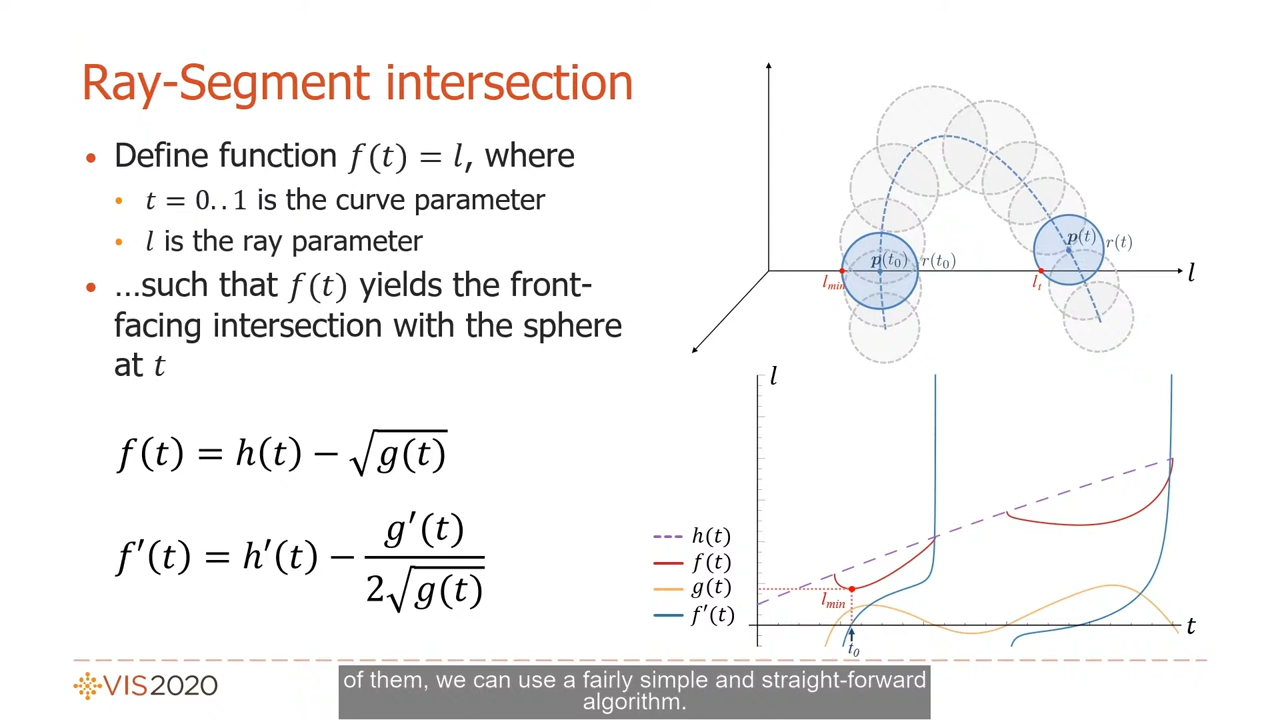 Ray-Segment intersection
• Define function f(t) = l, where
• t = 0..1 is the curve parameter
• l is the ray parameter
• …such that f(t) yields the front-
facing intersection with the sphere
at t
f(t) = h(t) − √g(t)
f′(t) = h′(t) − g′(t) / 2√g(t)
p(t₀)
r(t₀)
p(t)
r(t)
l_min
l_t
l
l
h(t)
f(t)
g(t)
f′(t)
l_min
t₀
t
VIS2020
of them, we can use a fairly simple and straight-forward
algorithm.